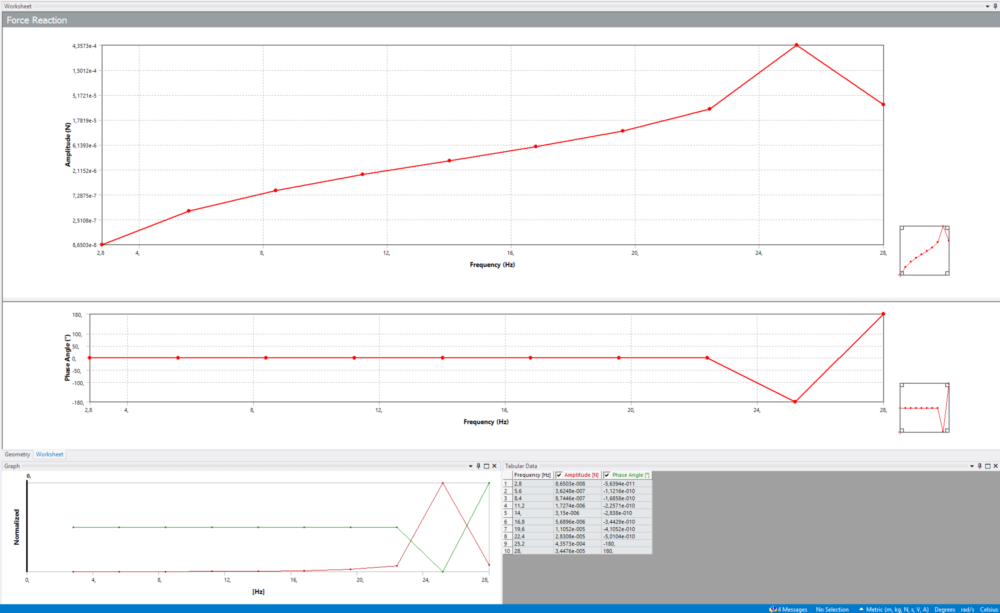 Worksheet
Force Reaction
4,3573e-4
1,5012e-4
5,1721e-5
1,7819e-5
6,1393e-6
2,1152e-6
7,2875e-7
2,5108e-7
8,6503e-8
Amplitude (N)
2,8 4, 8, 12, 16, 20, 24, 28,
Frequency (Hz)
180,
100,
50,
0,
-50,
-100,
-180,
Phase Angle (°)
2,8 4, 8, 12, 16, 20, 24, 28,
Frequency (Hz)
Geometry Worksheet
Graph
0,
Normalized
0, 4, 8, 12, 16, 20, 24, 28,
[Hz]
Tabular Data
Frequency [Hz] Amplitude [N] Phase Angle [°]
1 2,8 8,6503e-008 -5,6394e-011
2 5,6 3,6248e-007 -1,1216e-010
3 8,4 8,7446e-007 -1,6858e-010
4 11,2 1,7274e-006 -2,2571e-010
5 14, 3,15e-006 -2,838e-010
6 16,8 5,6896e-006 -3,4429e-010
7 19,6 1,1052e-005 -4,1052e-010
8 22,4 2,8308e-005 -5,0104e-010
9 25,2 4,3573e-004 -180,
10 28, 3,4476e-005 180,
4 Messages No Selection Metric (m, kg, N, s, V, A) Degrees rad/s Celsius